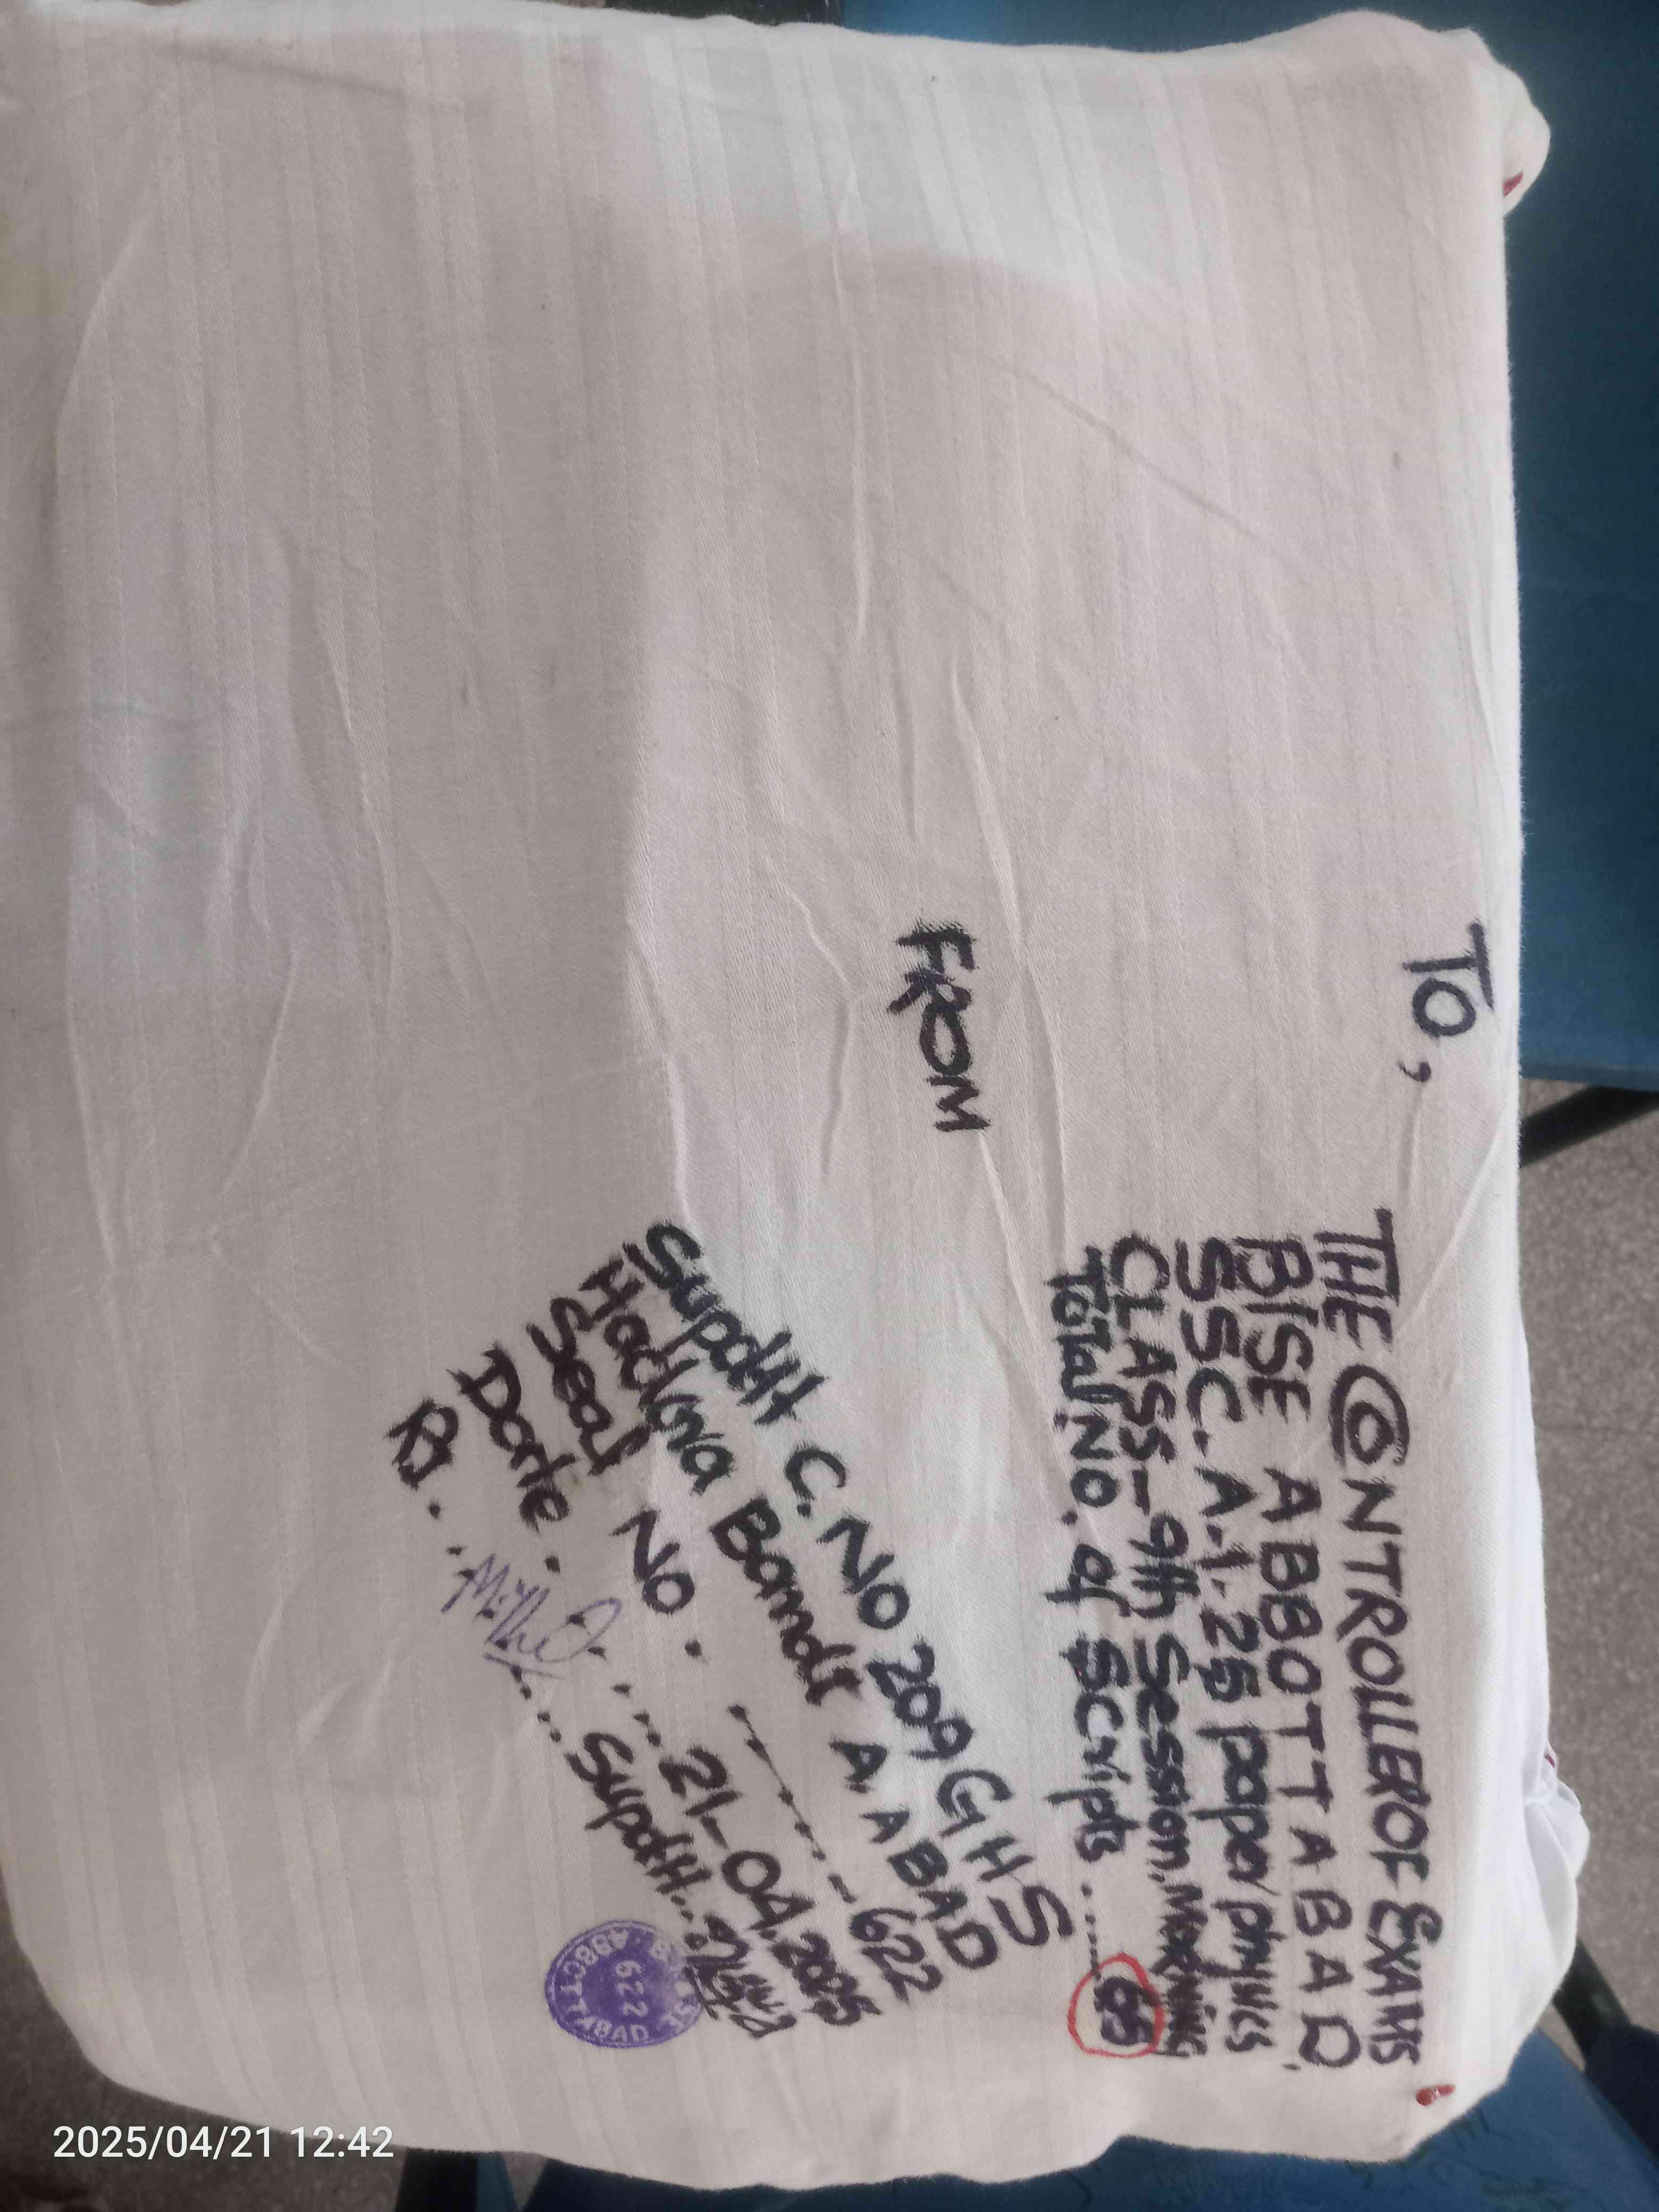 To,
THE CONTROLLER OF EXAMS
BISE ABBOTTABAD
SSC. A.1.25 paper/physics
CLASS-9th Session, MORNING
Total No. of Scripts ....... 65
FROM
Supdtt C. No 209 GHS
Bandi A. ABAD
Seal No. ------- 622
Date ....... 21-04.2025
Supdtt..
622
ABBOTTABAD
2025/04/21 12:42